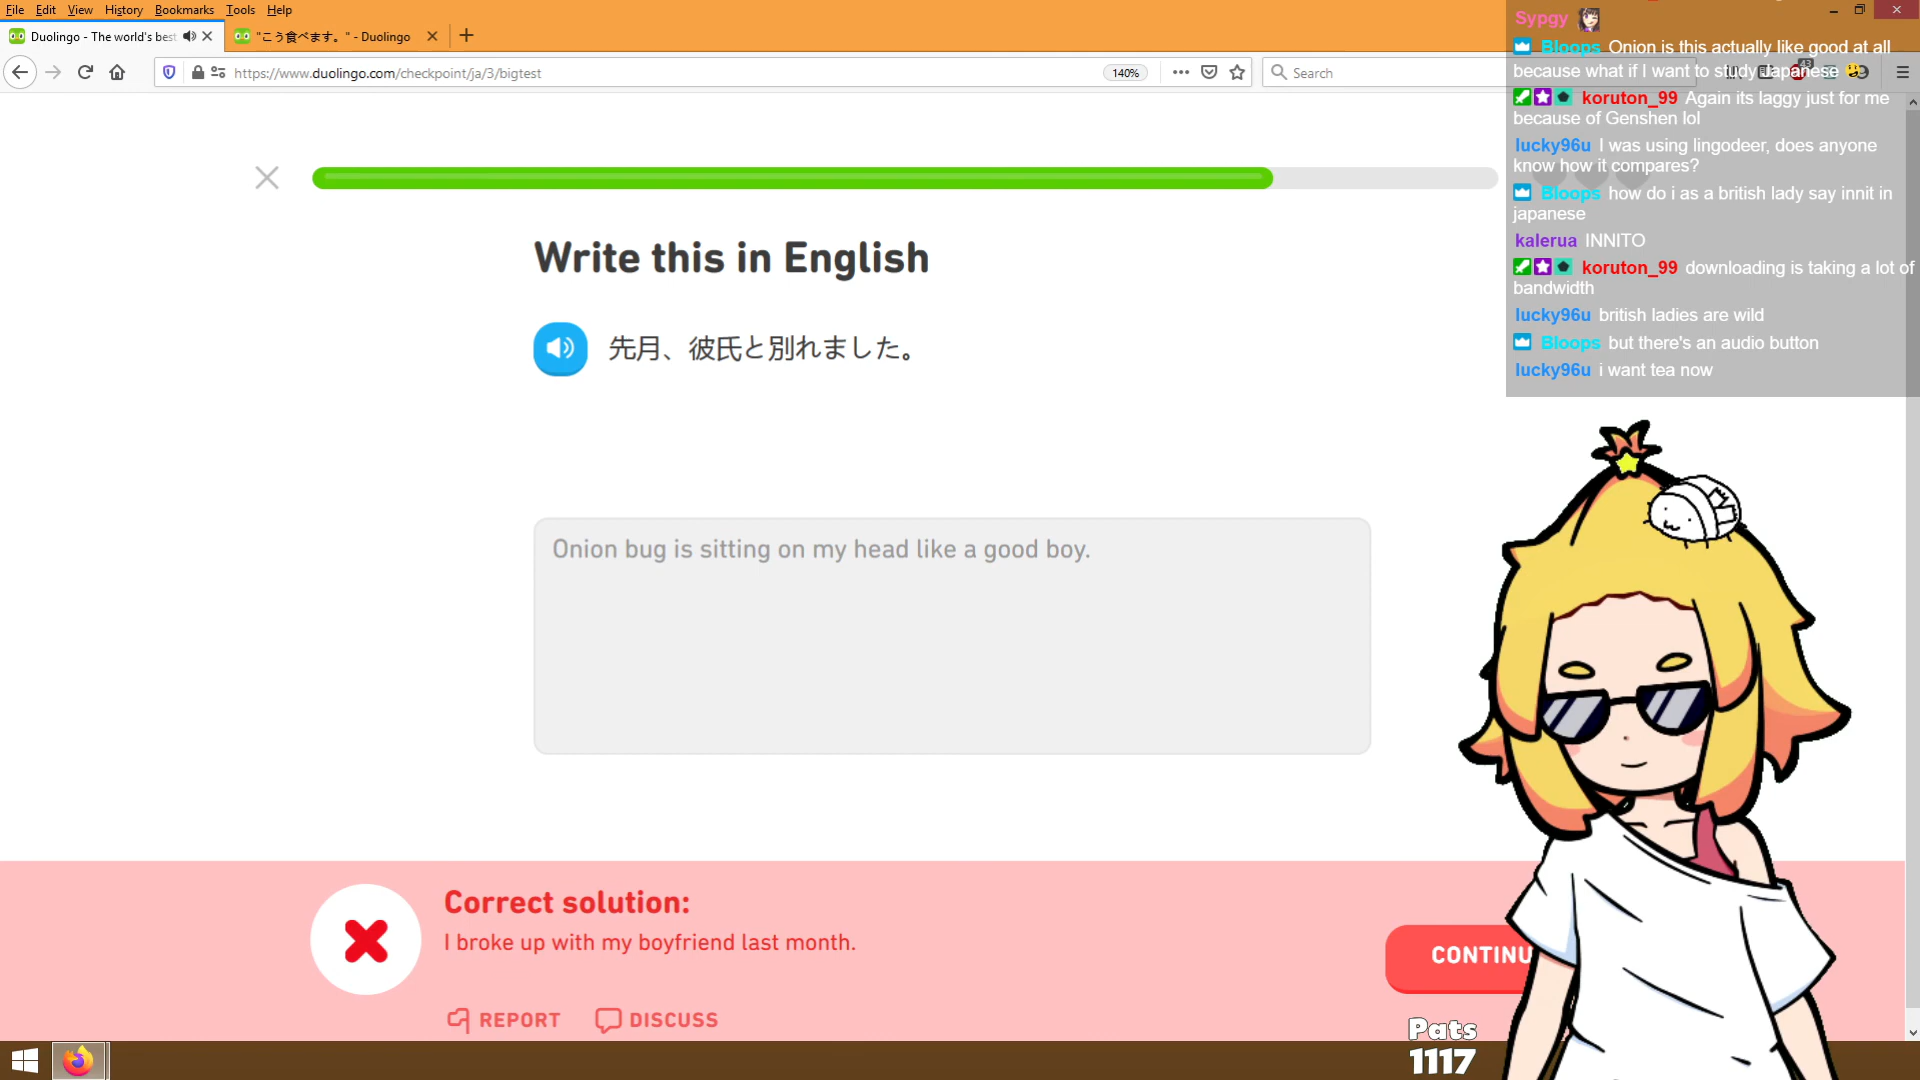 File Edit View History Bookmarks Tools Help
Duolingo - The world's best
"こう食べます。" - Duolingo
https://www.duolingo.com/checkpoint/ja/3/bigtest
140%
Search
Write this in English
先月、彼氏と別れました。
Onion bug is sitting on my head like a good boy.
Correct solution:
I broke up with my boyfriend last month.
REPORT DISCUSS
CONTINU
Sypgy
Bloops Onion is this actually like good at all
because what if I want to study Japanese
43
koruton_99 Again its laggy just for me
because of Genshen lol
lucky96u I was using lingodeer, does anyone
know how it compares?
Bloops how do i as a british lady say innit in
japanese
kalerua INNITO
koruton_99 downloading is taking a lot of
bandwidth
lucky96u british ladies are wild
Bloops but there's an audio button
lucky96u i want tea now
Pats
1117